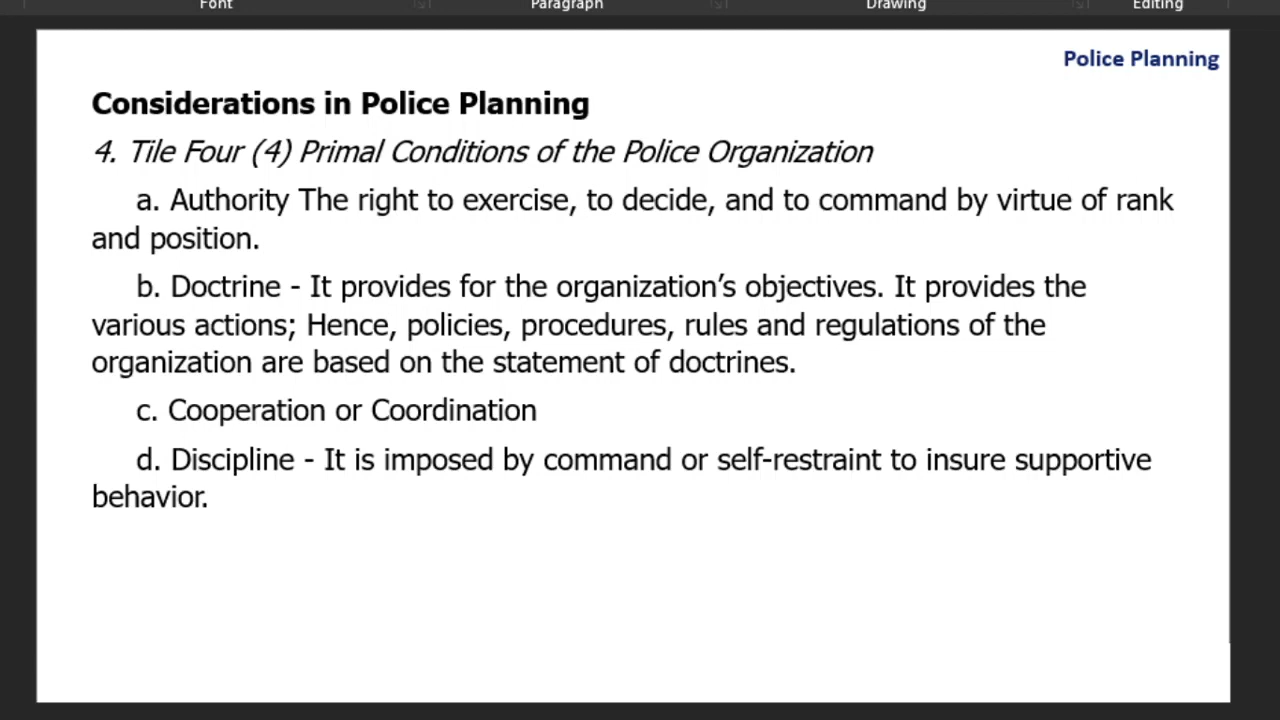 Font Paragraph Drawing Editing
Police Planning
Considerations in Police Planning
4. Tile Four (4) Primal Conditions of the Police Organization
a. Authority The right to exercise, to decide, and to command by virtue of rank
and position.
b. Doctrine - It provides for the organization’s objectives. It provides the
various actions; Hence, policies, procedures, rules and regulations of the
organization are based on the statement of doctrines.
c. Cooperation or Coordination
d. Discipline - It is imposed by command or self-restraint to insure supportive
behavior.